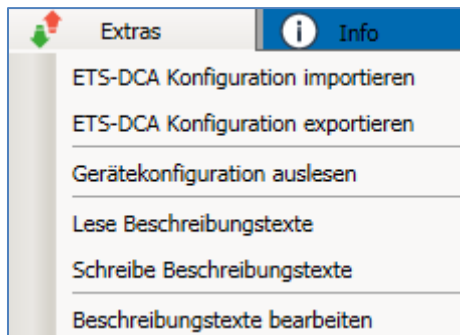 Extras Info
ETS-DCA Konfiguration importieren
ETS-DCA Konfiguration exportieren
Gerätekonfiguration auslesen
Lese Beschreibungstexte
Schreibe Beschreibungstexte
Beschreibungstexte bearbeiten